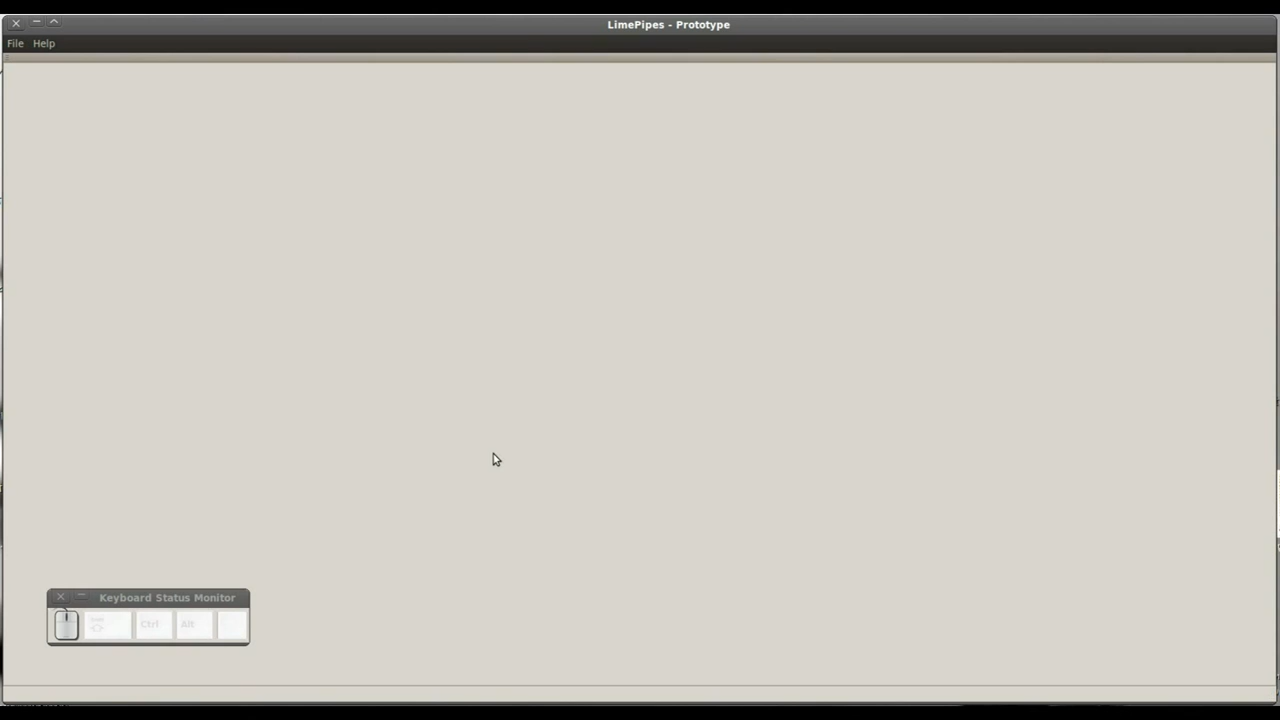 LimePipes - Prototype
File Help
Keyboard Status Monitor
Ctrl Alt